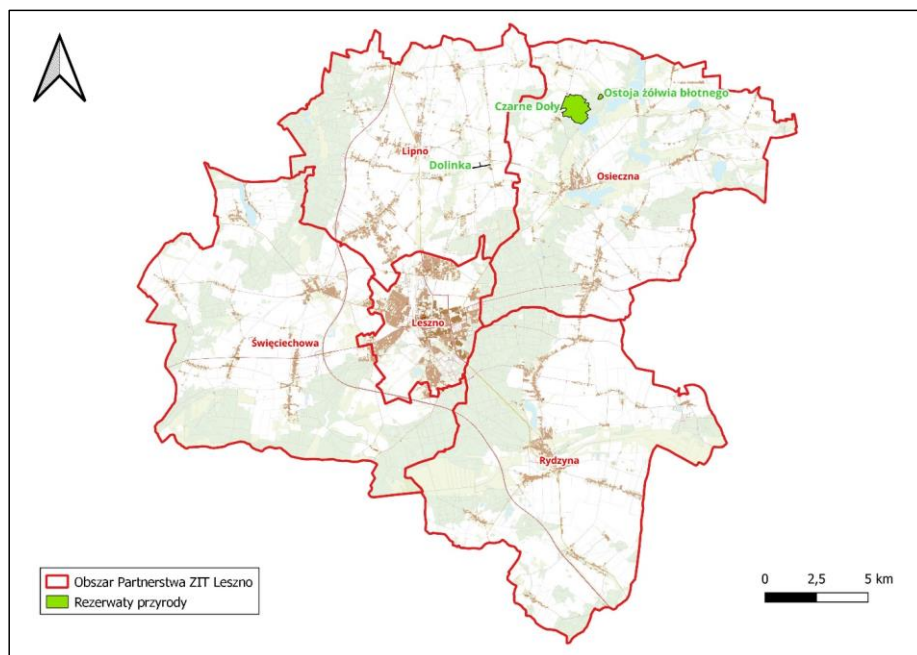 Ostoja żółwia błotnego
Czarne Doły
Lipno
Dolinka
Osieczna
Leszno
Święciechowa
Rydzyna
Obszar Partnerstwa ZIT Leszno
Rezerwaty przyrody
0 2,5 5 km